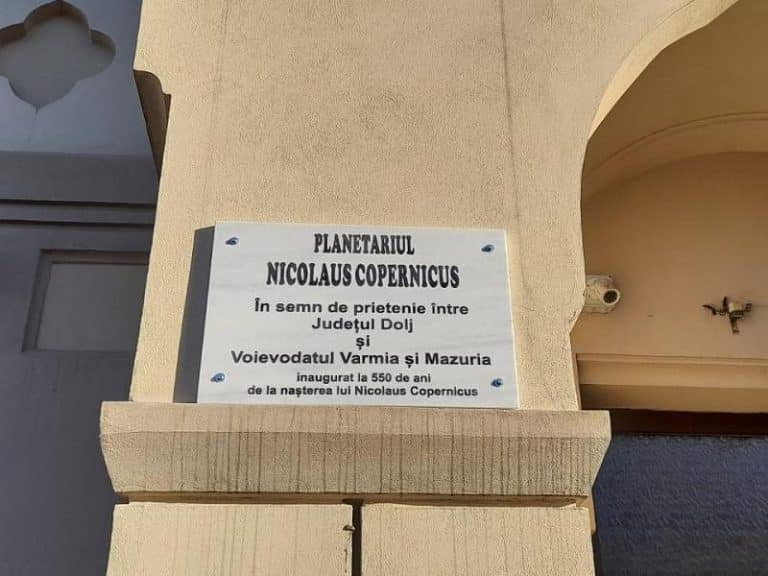 PLANETARIUL
NICOLAUS COPERNICUS
În semn de prietenie între
Județul Dolj
și
Voievodatul Varmia și Mazuria
inaugurat la 550 de ani
de la nașterea lui Nicolaus Copernicus